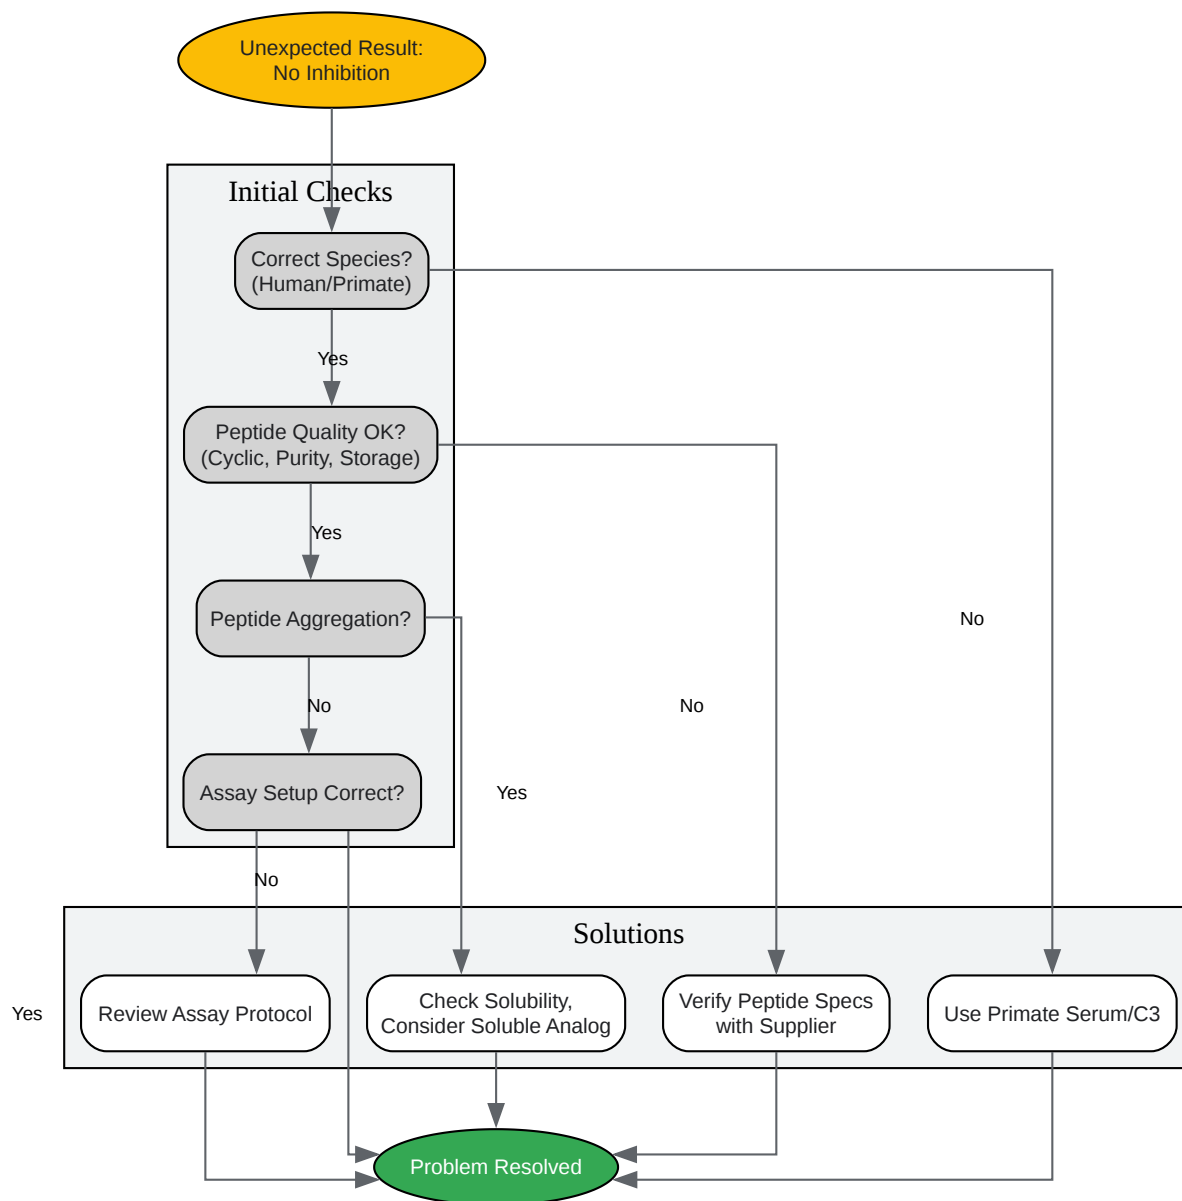 Unexpected Result:
No Inhibition
Initial Checks
Correct Species?
(Human/Primate)
Yes
Peptide Quality OK?
(Cyclic, Purity, Storage)
Yes
Peptide Aggregation?
No
No
No
Assay Setup Correct?
Yes
No
Solutions
Yes
Review Assay Protocol
Check Solubility,
Consider Soluble Analog
Verify Peptide Specs
with Supplier
Use Primate Serum/C3
Problem Resolved